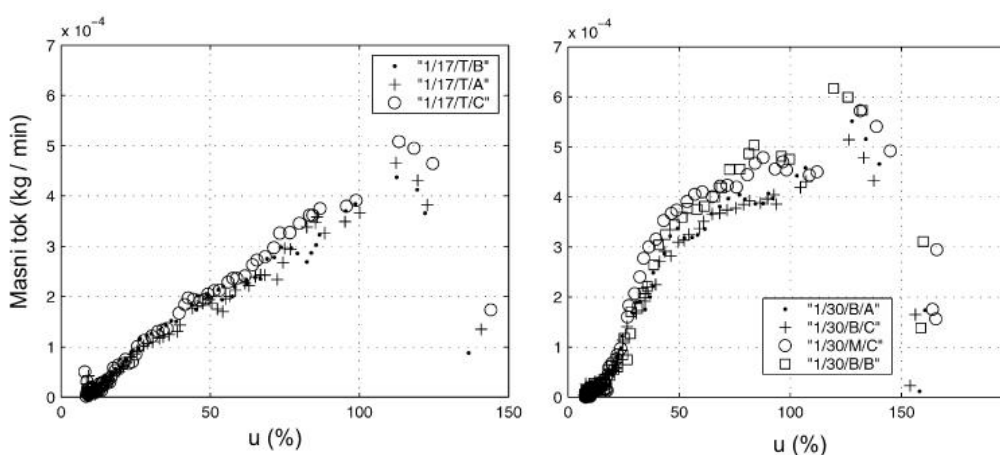 x 10⁻⁴
7
6
5
4
3
2
1
0
0
50
100
150
u (%)
Masni tok (kg / min)
"1/17/T/B"
"1/17/T/A"
"1/17/T/C"
x 10⁻⁴
7
6
5
4
3
2
1
0
0
50
100
150
u (%)
"1/30/B/A"
"1/30/B/C"
"1/30/M/C"
"1/30/B/B"